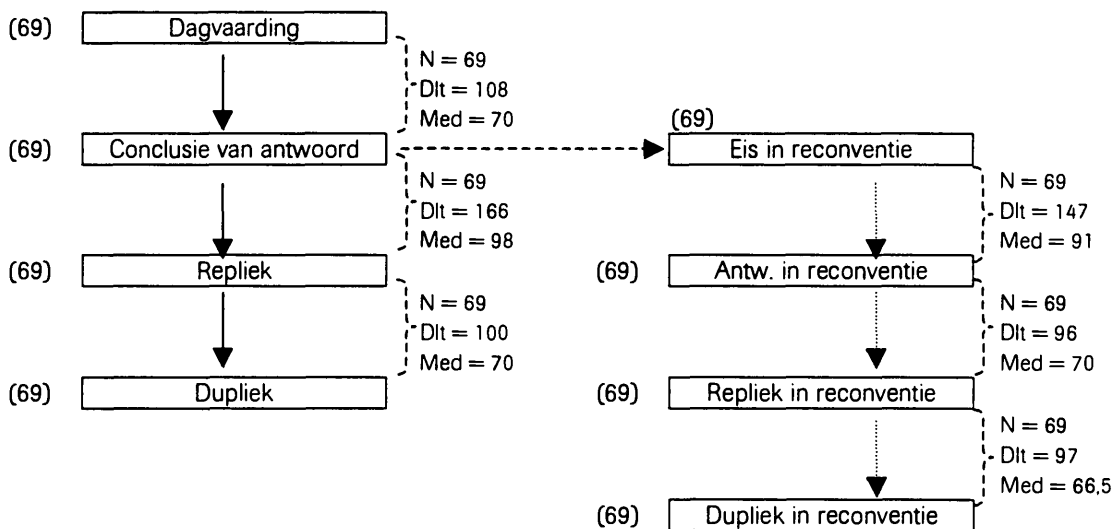 (69) Dagvaarding
N = 69
Dlt = 108
Med = 70
(69) Conclusie van antwoord
N = 69
Dlt = 166
Med = 98
(69) Repliek
N = 69
Dlt = 100
Med = 70
(69) Dupliek
(69)
Eis in reconventie
N = 69
Dlt = 147
Med = 91
(69) Antw. in reconventie
N = 69
Dlt = 96
Med = 70
(69) Repliek in reconventie
N = 69
Dlt = 97
Med = 66,5
(69) Dupliek in reconventie